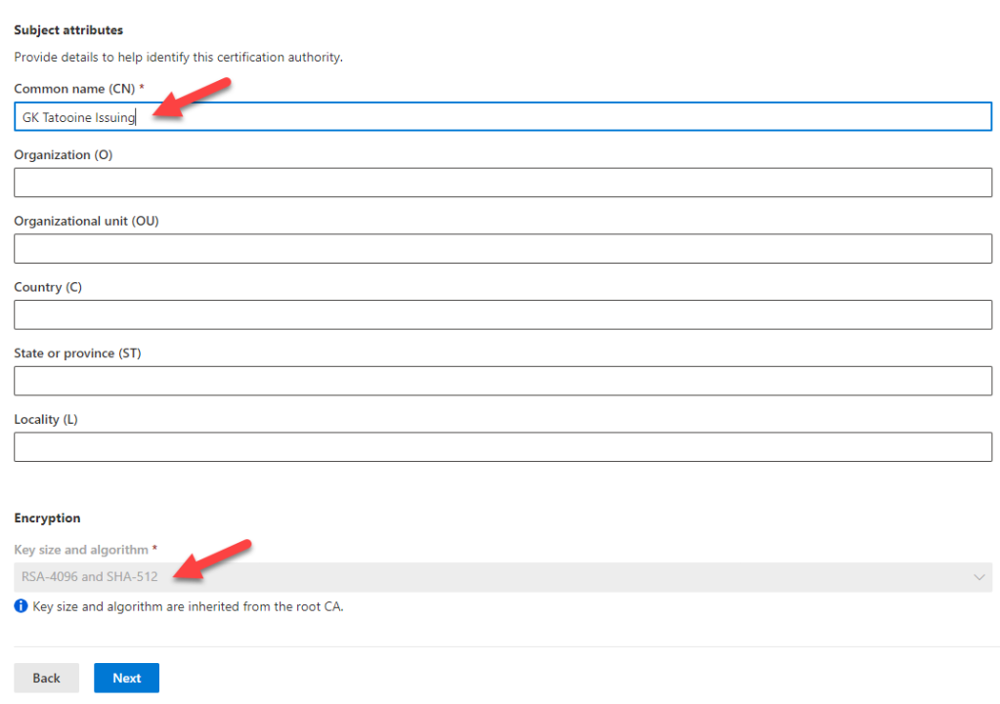 Subject attributes
Provide details to help identify this certification authority.
Common name (CN) *
GK Tatooine Issuing
Organization (O)
Organizational unit (OU)
Country (C)
State or province (ST)
Locality (L)
Encryption
Key size and algorithm *
RSA-4096 and SHA-512
Key size and algorithm are inherited from the root CA.
Back Next